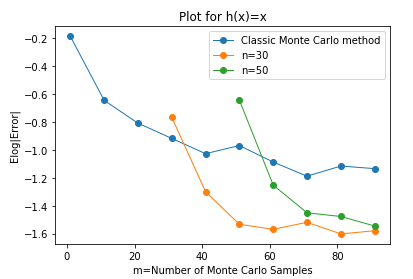 Plot for h(x)=x
Classic Monte Carlo method
n=30
n=50
Elog|Error|
−0.2
−0.4
−0.6
−0.8
−1.0
−1.2
−1.4
−1.6
0 20 40 60 80
m=Number of Monte Carlo Samples